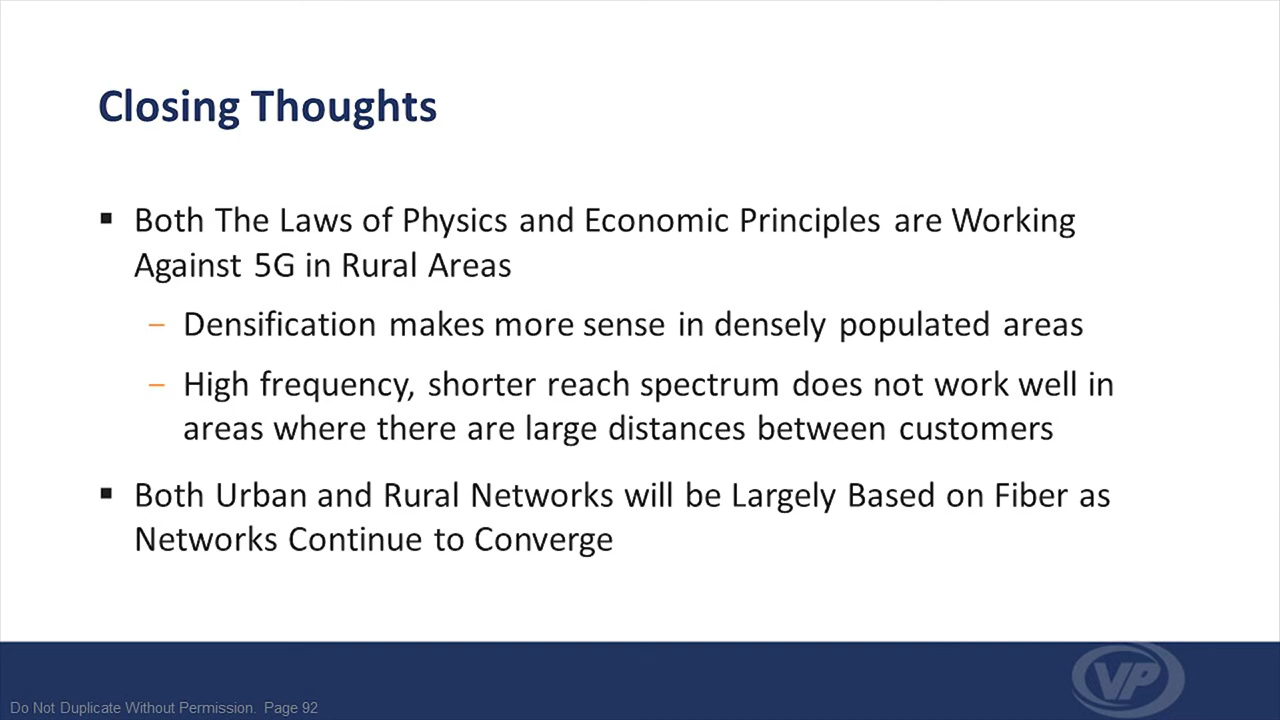 Closing Thoughts
▪ Both The Laws of Physics and Economic Principles are Working
Against 5G in Rural Areas
– Densification makes more sense in densely populated areas
– High frequency, shorter reach spectrum does not work well in
areas where there are large distances between customers
▪ Both Urban and Rural Networks will be Largely Based on Fiber as
Networks Continue to Converge
VP
Do Not Duplicate Without Permission. Page 92